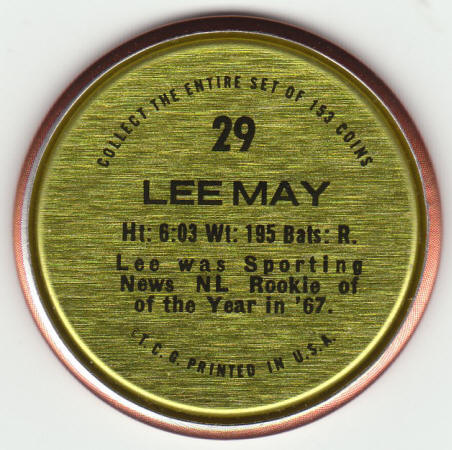 COLLECT THE ENTIRE SET OF 153 COINS
29
LEE MAY
Ht: 6:03 Wt: 195 Bats: R.
Lee was Sporting
News NL Rookie of
of the Year in '67.
©T.C.G. PRINTED IN U.S.A.